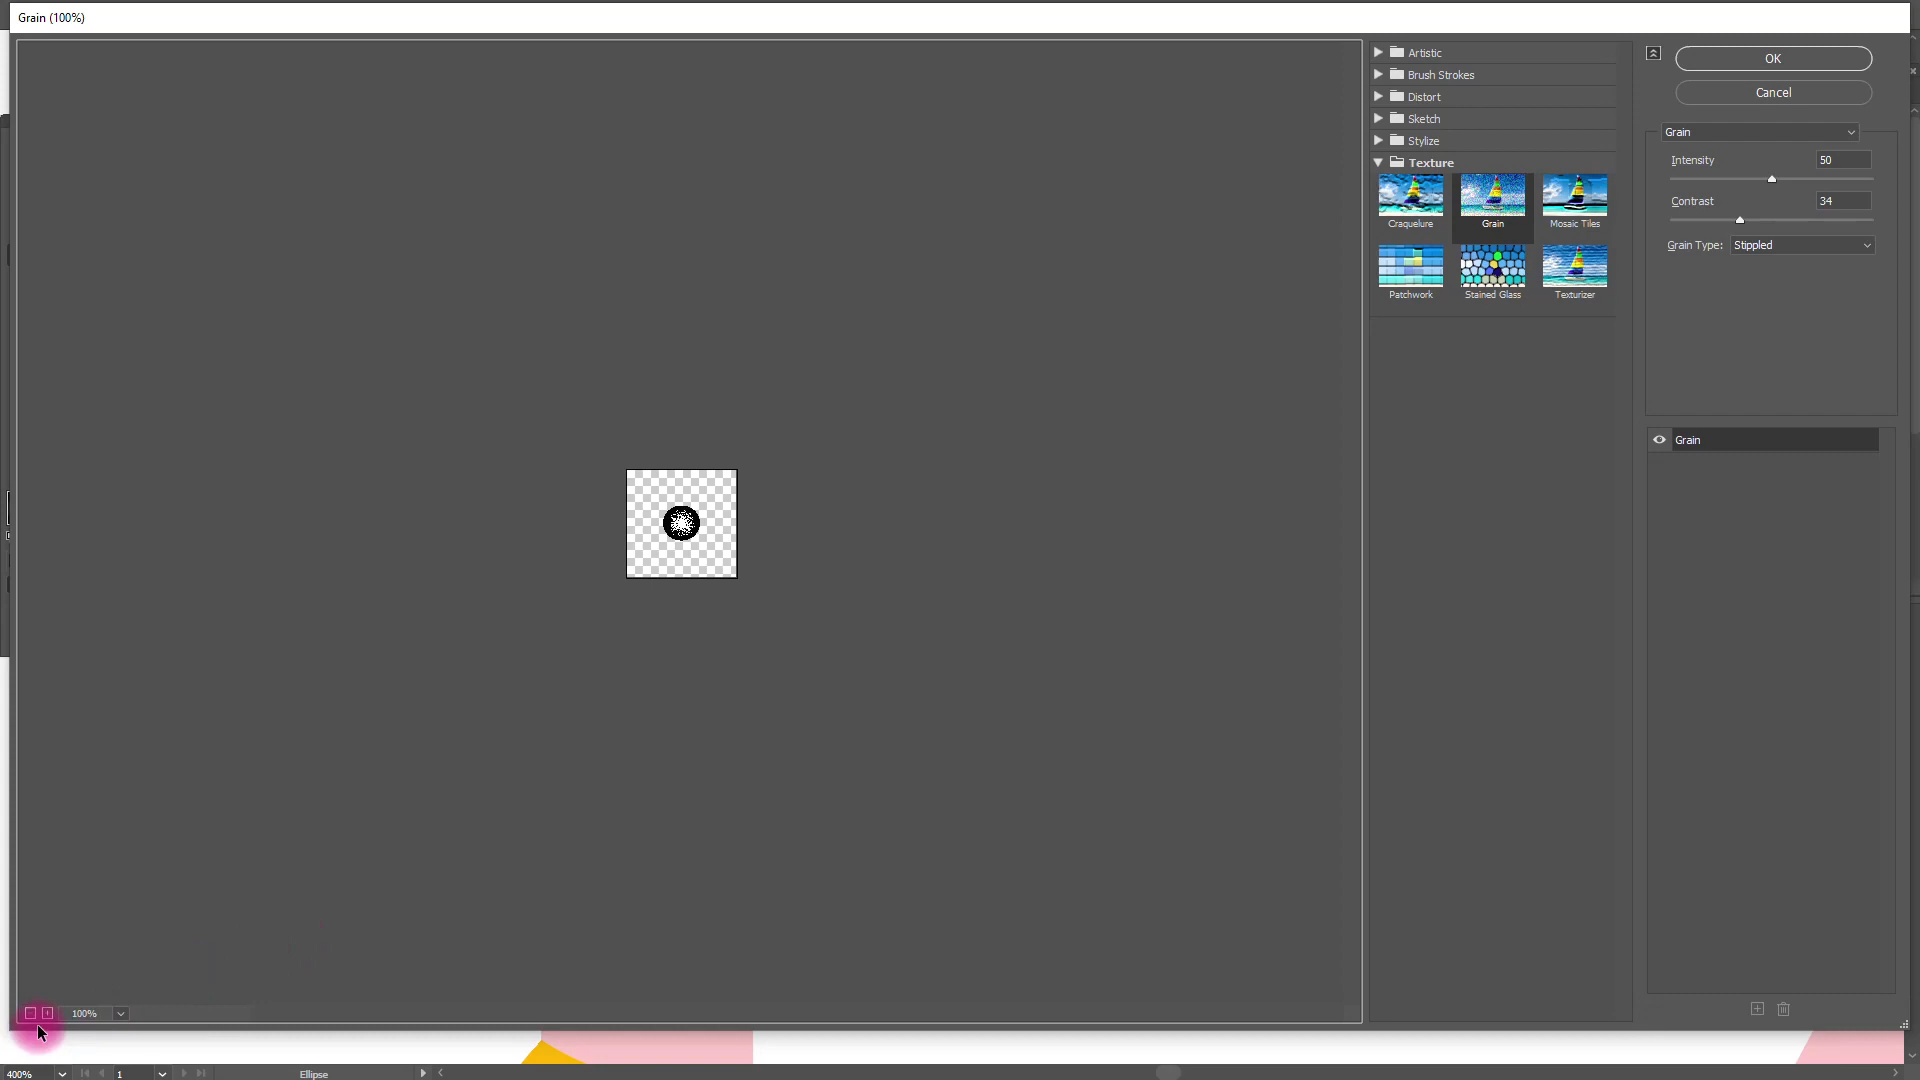 Grain (100%)
Artistic
Brush Strokes
Distort
Sketch
Stylize
Texture
Craquelure
Grain
Mosaic Tiles
Patchwork
Stained Glass
Texturizer
OK
Cancel
Grain
Intensity
50
Contrast
34
Grain Type:
Stippled
Grain
100%
400%
1
Ellipse